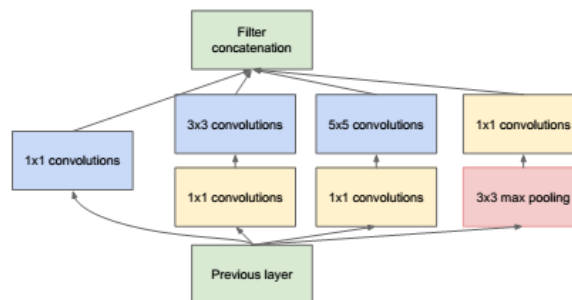 Filter
concatenation
3x3 convolutions
5x5 convolutions
1x1 convolutions
1x1 convolutions
1x1 convolutions
1x1 convolutions
3x3 max pooling
Previous layer